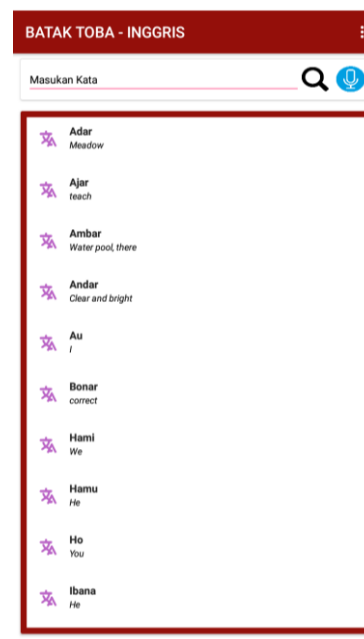 BATAK TOBA - INGGRIS
Masukan Kata
Adar
Meadow
Ajar
teach
Ambar
Water pool, there
Andar
Clear and bright
Au
I
Bonar
correct
Hami
We
Hamu
He
Ho
You
Ibana
He